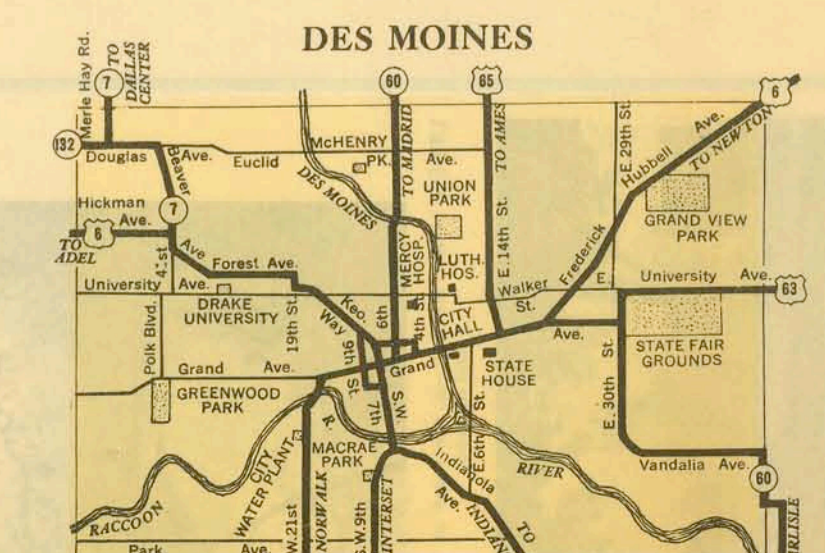 DES MOINES
Merle Hay Rd.
7
TO
DALLAS
CENTER
60
65
6
132
Douglas
Beaver
Ave.
Euclid
McHENRY
PK.
Ave.
TO MADRID
TO AMES
E. 29th St.
Hubbell
Ave.
TO NEWTON
DES MOINES
UNION
PARK
GRAND VIEW
PARK
Hickman
Ave.
7
6
TO
ADEL
41st
Ave
Forest Ave.
MERCY
HOSP.
LUTH.
HOS.
E. 14th St.
Frederick
University
Ave.
Walker
St.
E
University
Ave.
63
DRAKE
UNIVERSITY
19th St.
Keo.
Way
6th
4th St.
CITY
HALL
Ave.
STATE FAIR
GROUNDS
Polk Blvd.
Grand
Ave.
9th St.
Grand
STATE
HOUSE
St.
E. 30th
GREENWOOD
PARK
7th
S.W.
R.
E. 6th St.
MACRAE
PARK
CITY
WATER PLANT
Indianola
Ave.
RIVER
Vandalia Ave.
60
RACCOON
W. 21st
NORWALK
S.W. 9th
INTERSET
INDIAN
TO
RLISLE
Park
Ave.